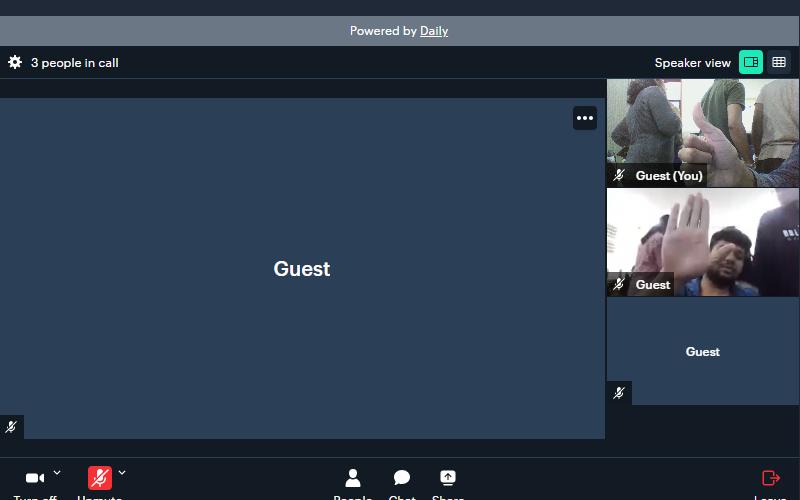 Powered by Daily
3 people in call
Speaker view
Guest (You)
Guest
Guest
Guest
Turn off
Unmute
People
Chat
Share
Leave